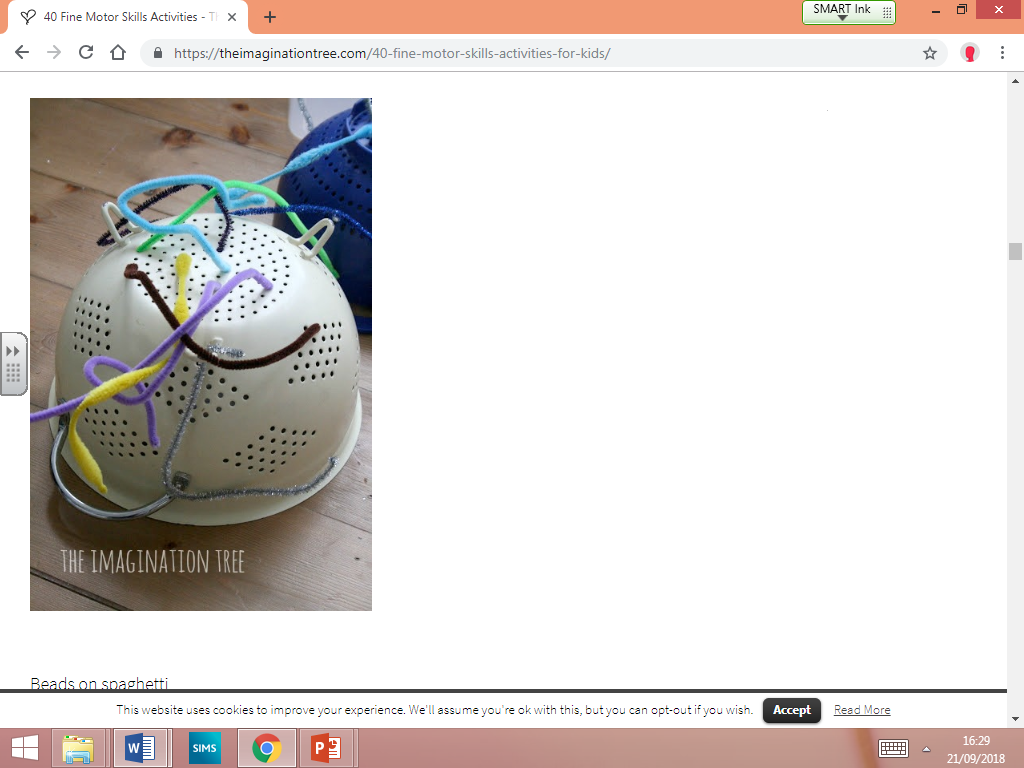 40 Fine Motor Skills Activities - Th
SMART Ink
https://theimaginationtree.com/40-fine-motor-skills-activities-for-kids/
THE IMAGINATION TREE
Beads on spaghetti
This website uses cookies to improve your experience. We'll assume you're ok with this, but you can opt-out if you wish. Accept Read More
W
SIMS
P
16:29
21/09/2018